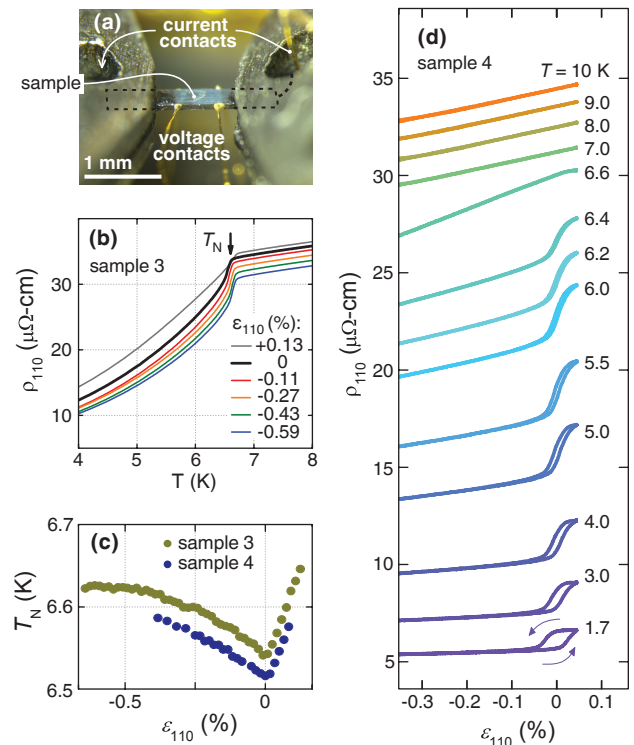 (a)
current
contacts
sample
voltage
contacts
1 mm
(b)
T_N
sample 3
ε110 (%):
+0.13
0
-0.11
-0.27
-0.43
-0.59
30
20
10
ρ110 (μΩ-cm)
4
5
6
7
8
T (K)
(c)
sample 3
sample 4
6.7
6.6
6.5
T_N (K)
-0.5
0
ε110 (%)
(d)
sample 4
T = 10 K
9.0
8.0
7.0
6.6
6.4
6.2
6.0
5.5
5.0
4.0
3.0
1.7
35
30
25
20
15
10
5
ρ110 (μΩ-cm)
-0.3
-0.2
-0.1
0
0.1
ε110 (%)